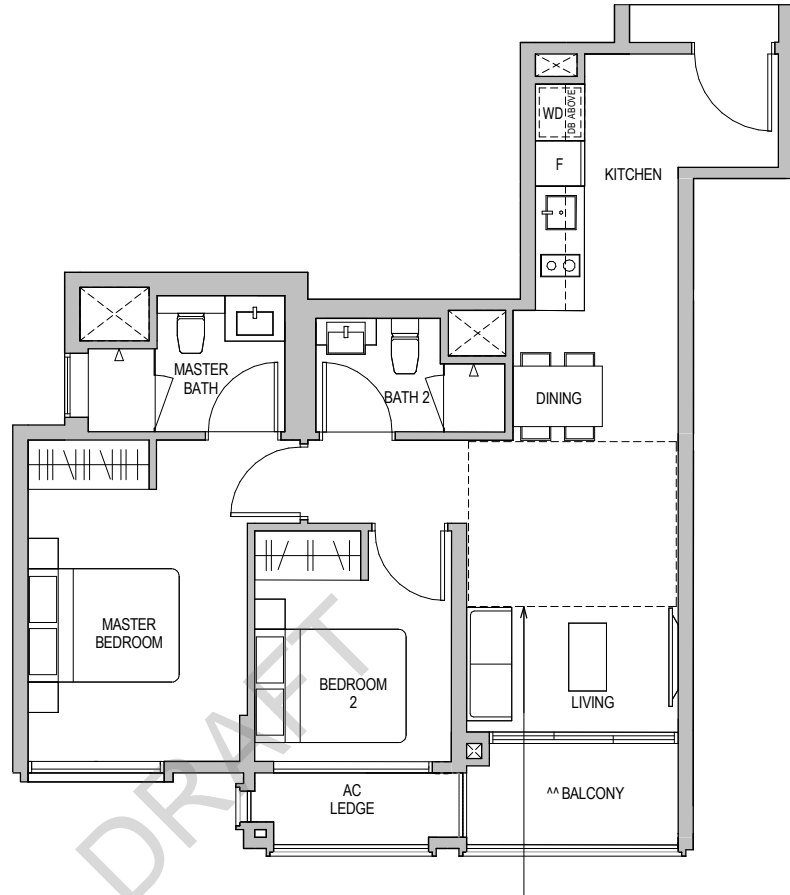 WD
DB ABOVE
F
KITCHEN
MASTER
BATH
BATH 2
DINING
MASTER
BEDROOM
BEDROOM
2
LIVING
AC
LEDGE
^^ BALCONY
DRAFT